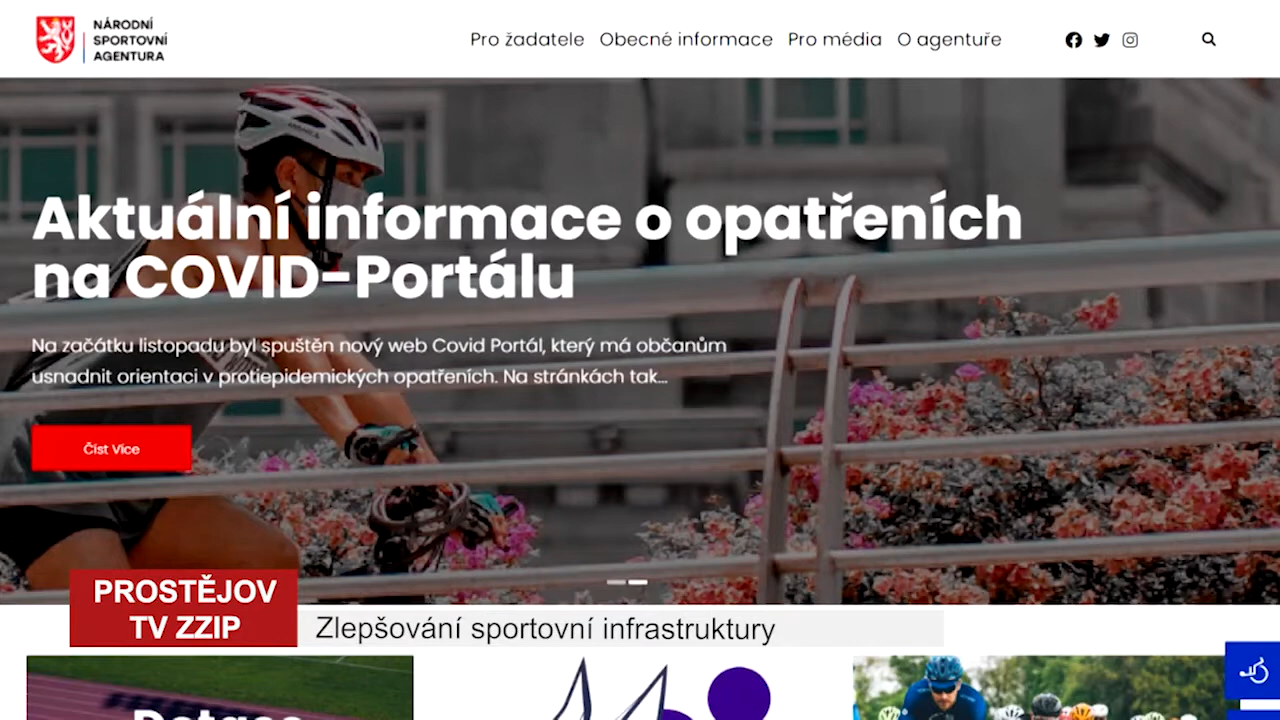 NÁRODNÍ
SPORTOVNÍ
AGENTURA
Pro žadatele Obecné informce Pro média O agentuře
Aktuální informace o opatřeních
na COVID-Portálu
Na začátku listopadu byl spuštěn nový web Covid Portál, který má občanům
usnadnit orientaci v protiepidemických opatřeních. Na stránkách tak...
Číst Více
PROSTĚJOV
TV ZZIP
Zlepšování sportovní infrastruktury
Dotace